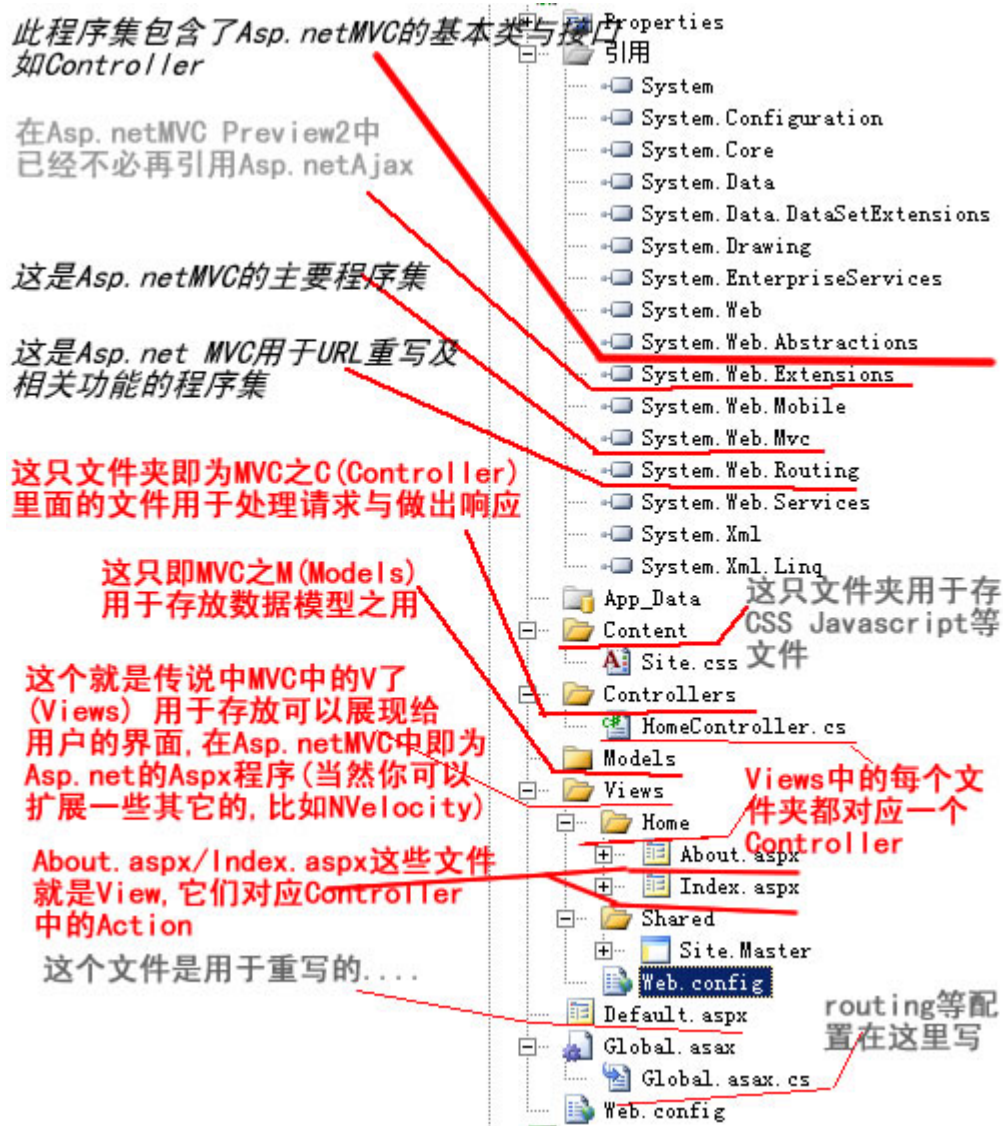 此程序集包含了Asp.netMVC的基本类与接口
如Controller
在Asp.netMVC Preview2中
已经不必再引用Asp.netAjax
这是Asp.netMVC的主要程序集
这是Asp.net MVC用于URL重写及
相关功能的程序集
这只文件夹即为MVC之C(Controller)
里面的文件用于处理请求与做出响应
这只即MVC之M(Models)
用于存放数据模型之用
这个就是传说中MVC中的V了
(Views) 用于存放可以展现给
用户的界面,在Asp.netMVC中即为
Asp.net的Aspx程序(当然你可以
扩展一些其它的,比如NVelocity)
About.aspx/Index.aspx这些文件
就是View,它们对应Controller
中的Action
这个文件是用于重写的....
Properties
引用
System
System.Configuration
System.Core
System.Data
System.Data.DataSetExtensions
System.Drawing
System.EnterpriseServices
System.Web
System.Web.Abstractions
System.Web.Extensions
System.Web.Mobile
System.Web.Mvc
System.Web.Routing
System.Web.Services
System.Xml
System.Xml.Linq
App_Data
Content
Site.css
Controllers
HomeController.cs
Models
Views
Home
About.aspx
Index.aspx
Shared
Site.Master
Web.config
Default.aspx
Global.asax
Global.asax.cs
Web.config
这只文件夹用于存
CSS Javascript等
文件
Views中的每个文
件夹都对应一个
Controller
routing等配
置在这里写